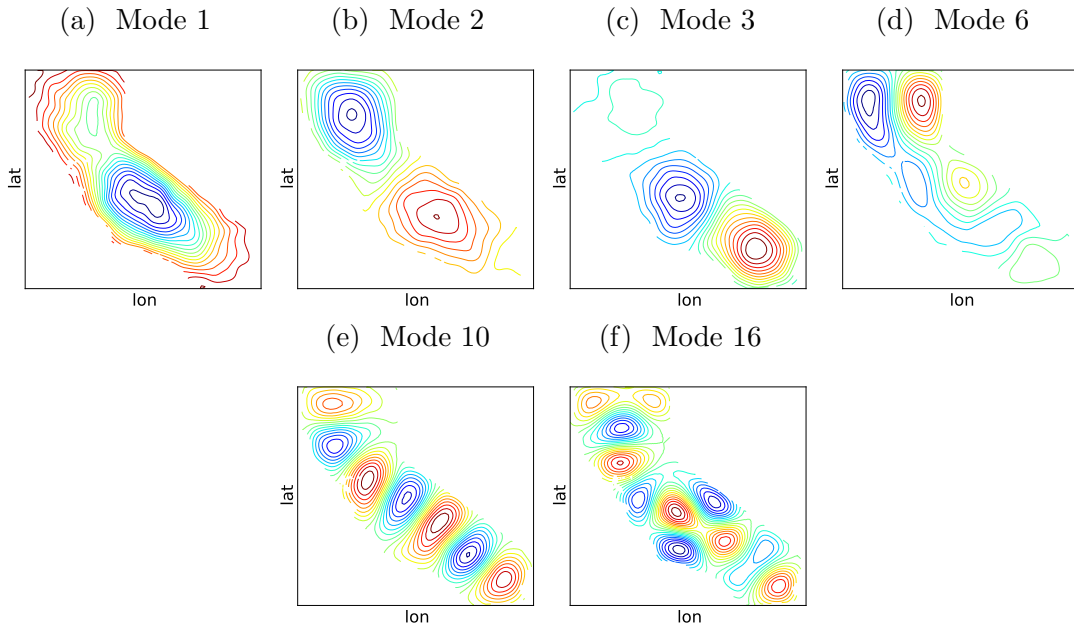 (a) Mode 1
(b) Mode 2
(c) Mode 3
(d) Mode 6
lat
lon
lat
lon
lat
lon
lat
lon
(e) Mode 10
(f) Mode 16
lat
lon
lat
lon